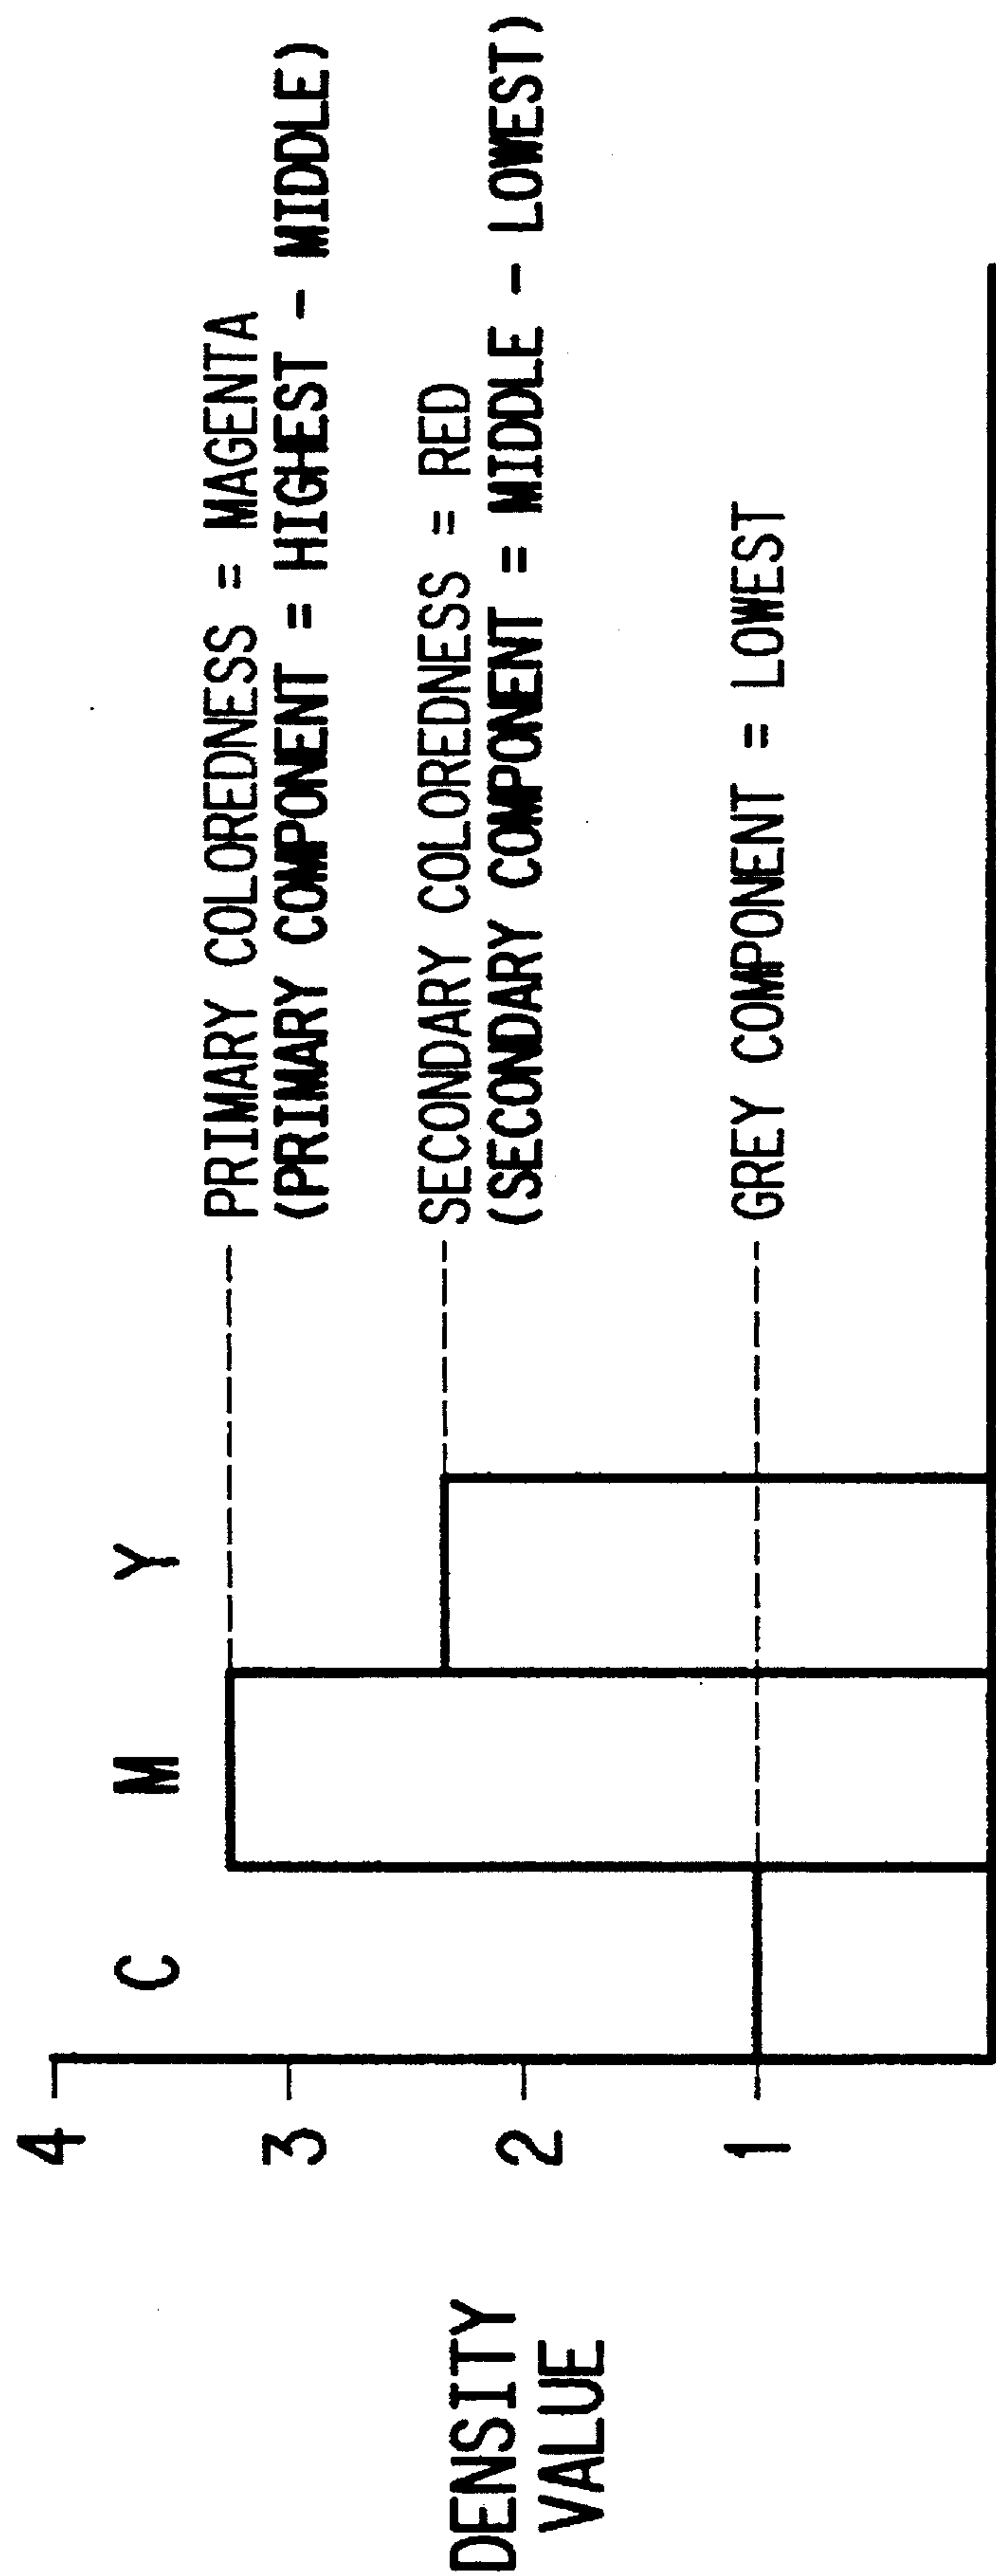 C M Y
4
3
2
1
DENSITY
VALUE
PRIMARY COLOREDNESS = MAGENTA
(PRIMARY COMPONENT = HIGHEST - MIDDLE)
SECONDARY COLOREDNESS = RED
(SECONDARY COMPONENT = MIDDLE - LOWEST)
GREY COMPONENT = LOWEST